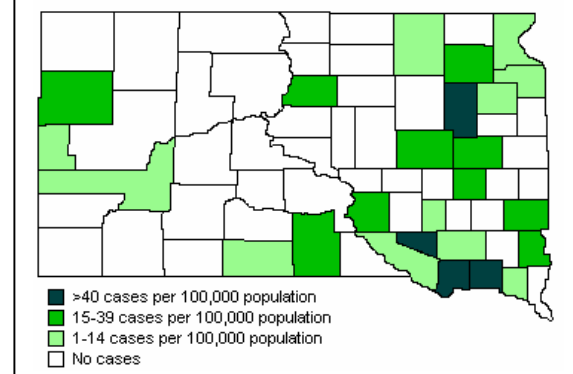 >40 cases per 100,000 population
15-39 cases per 100,000 population
1-14 cases per 100,000 population
No cases